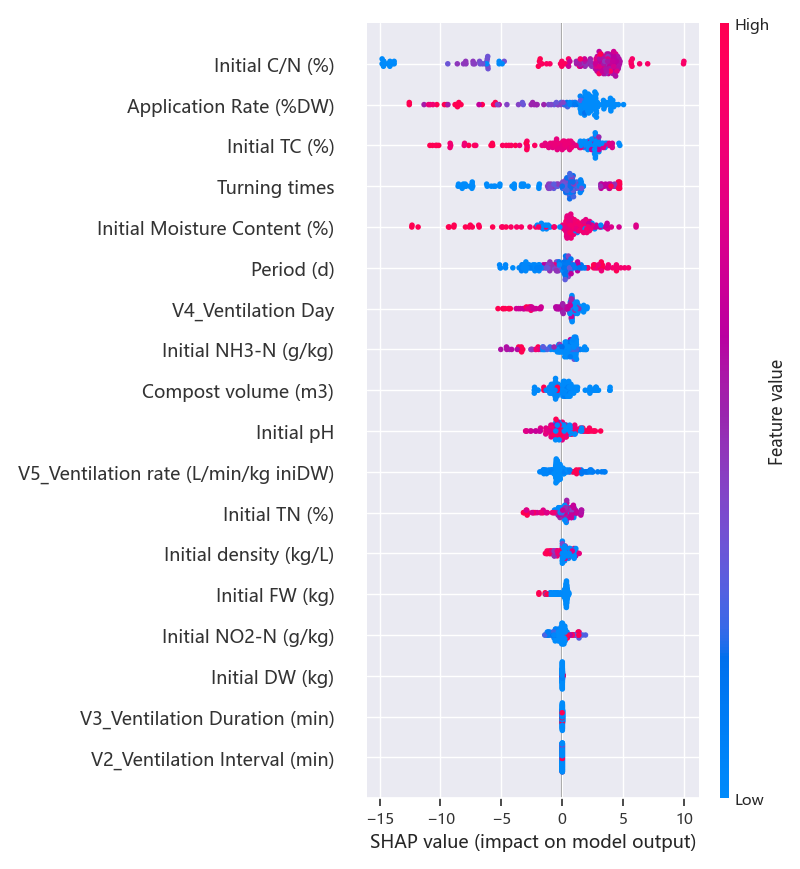 High
Initial C/N (%)
Application Rate (%DW)
Initial TC (%)
Turning times
Initial Moisture Content (%)
Period (d)
V4_Ventilation Day
Initial NH3-N (g/kg)
Compost volume (m3)
Initial pH
V5_Ventilation rate (L/min/kg iniDW)
Initial TN (%)
Initial density (kg/L)
Initial FW (kg)
Initial NO2-N (g/kg)
Initial DW (kg)
V3_Ventilation Duration (min)
V2_Ventilation Interval (min)
Feature value
Low
−15 −10 −5 0 5 10
SHAP value (impact on model output)